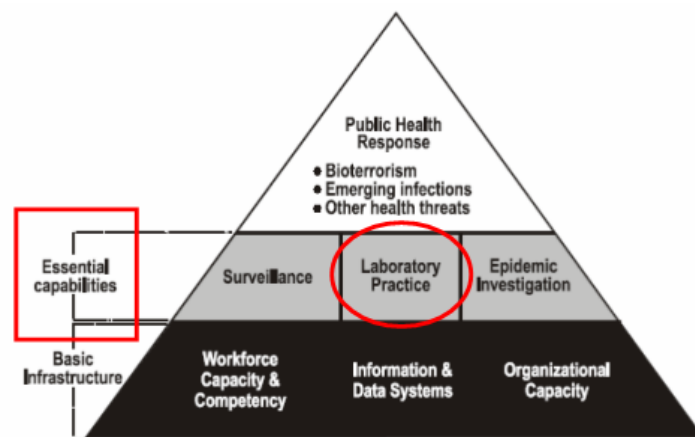 Public Health
Response
• Bioterrorism
• Emerging infections
• Other health threats
Essential
capabilities
Surveillance
Laboratory
Practice
Epidemic
Investigation
Basic
Infrastructure
Workforce
Capacity &
Competency
Information &
Data Systems
Organizational
Capacity